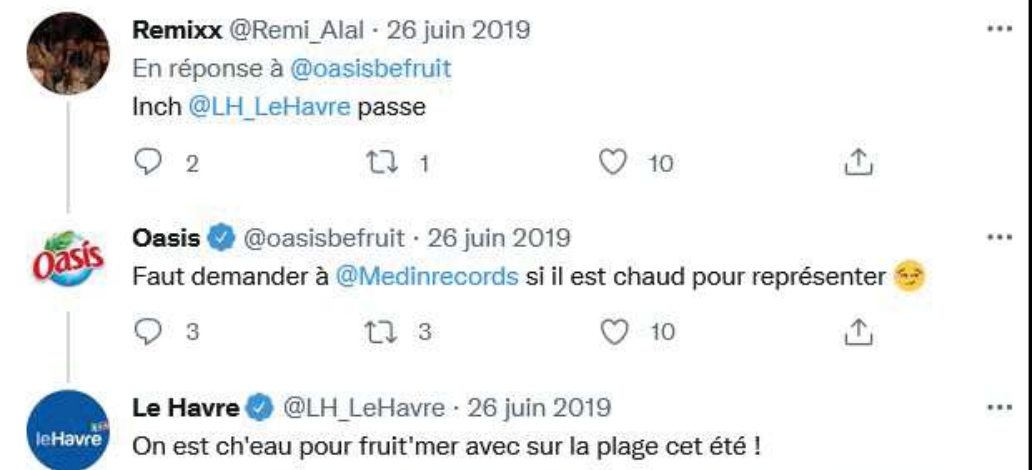 Remixx @Remi_Alal · 26 juin 2019
En réponse à @oasisbefruit
Inch @LH_LeHavre passe
2 1 10
Oasis
Oasis @oasisbefruit · 26 juin 2019
Faut demander à @Medinrecords si il est chaud pour représenter 😏
3 3 10
leHavre
Le Havre @LH_LeHavre · 26 juin 2019
On est ch'eau pour fruit'mer avec sur la plage cet été !